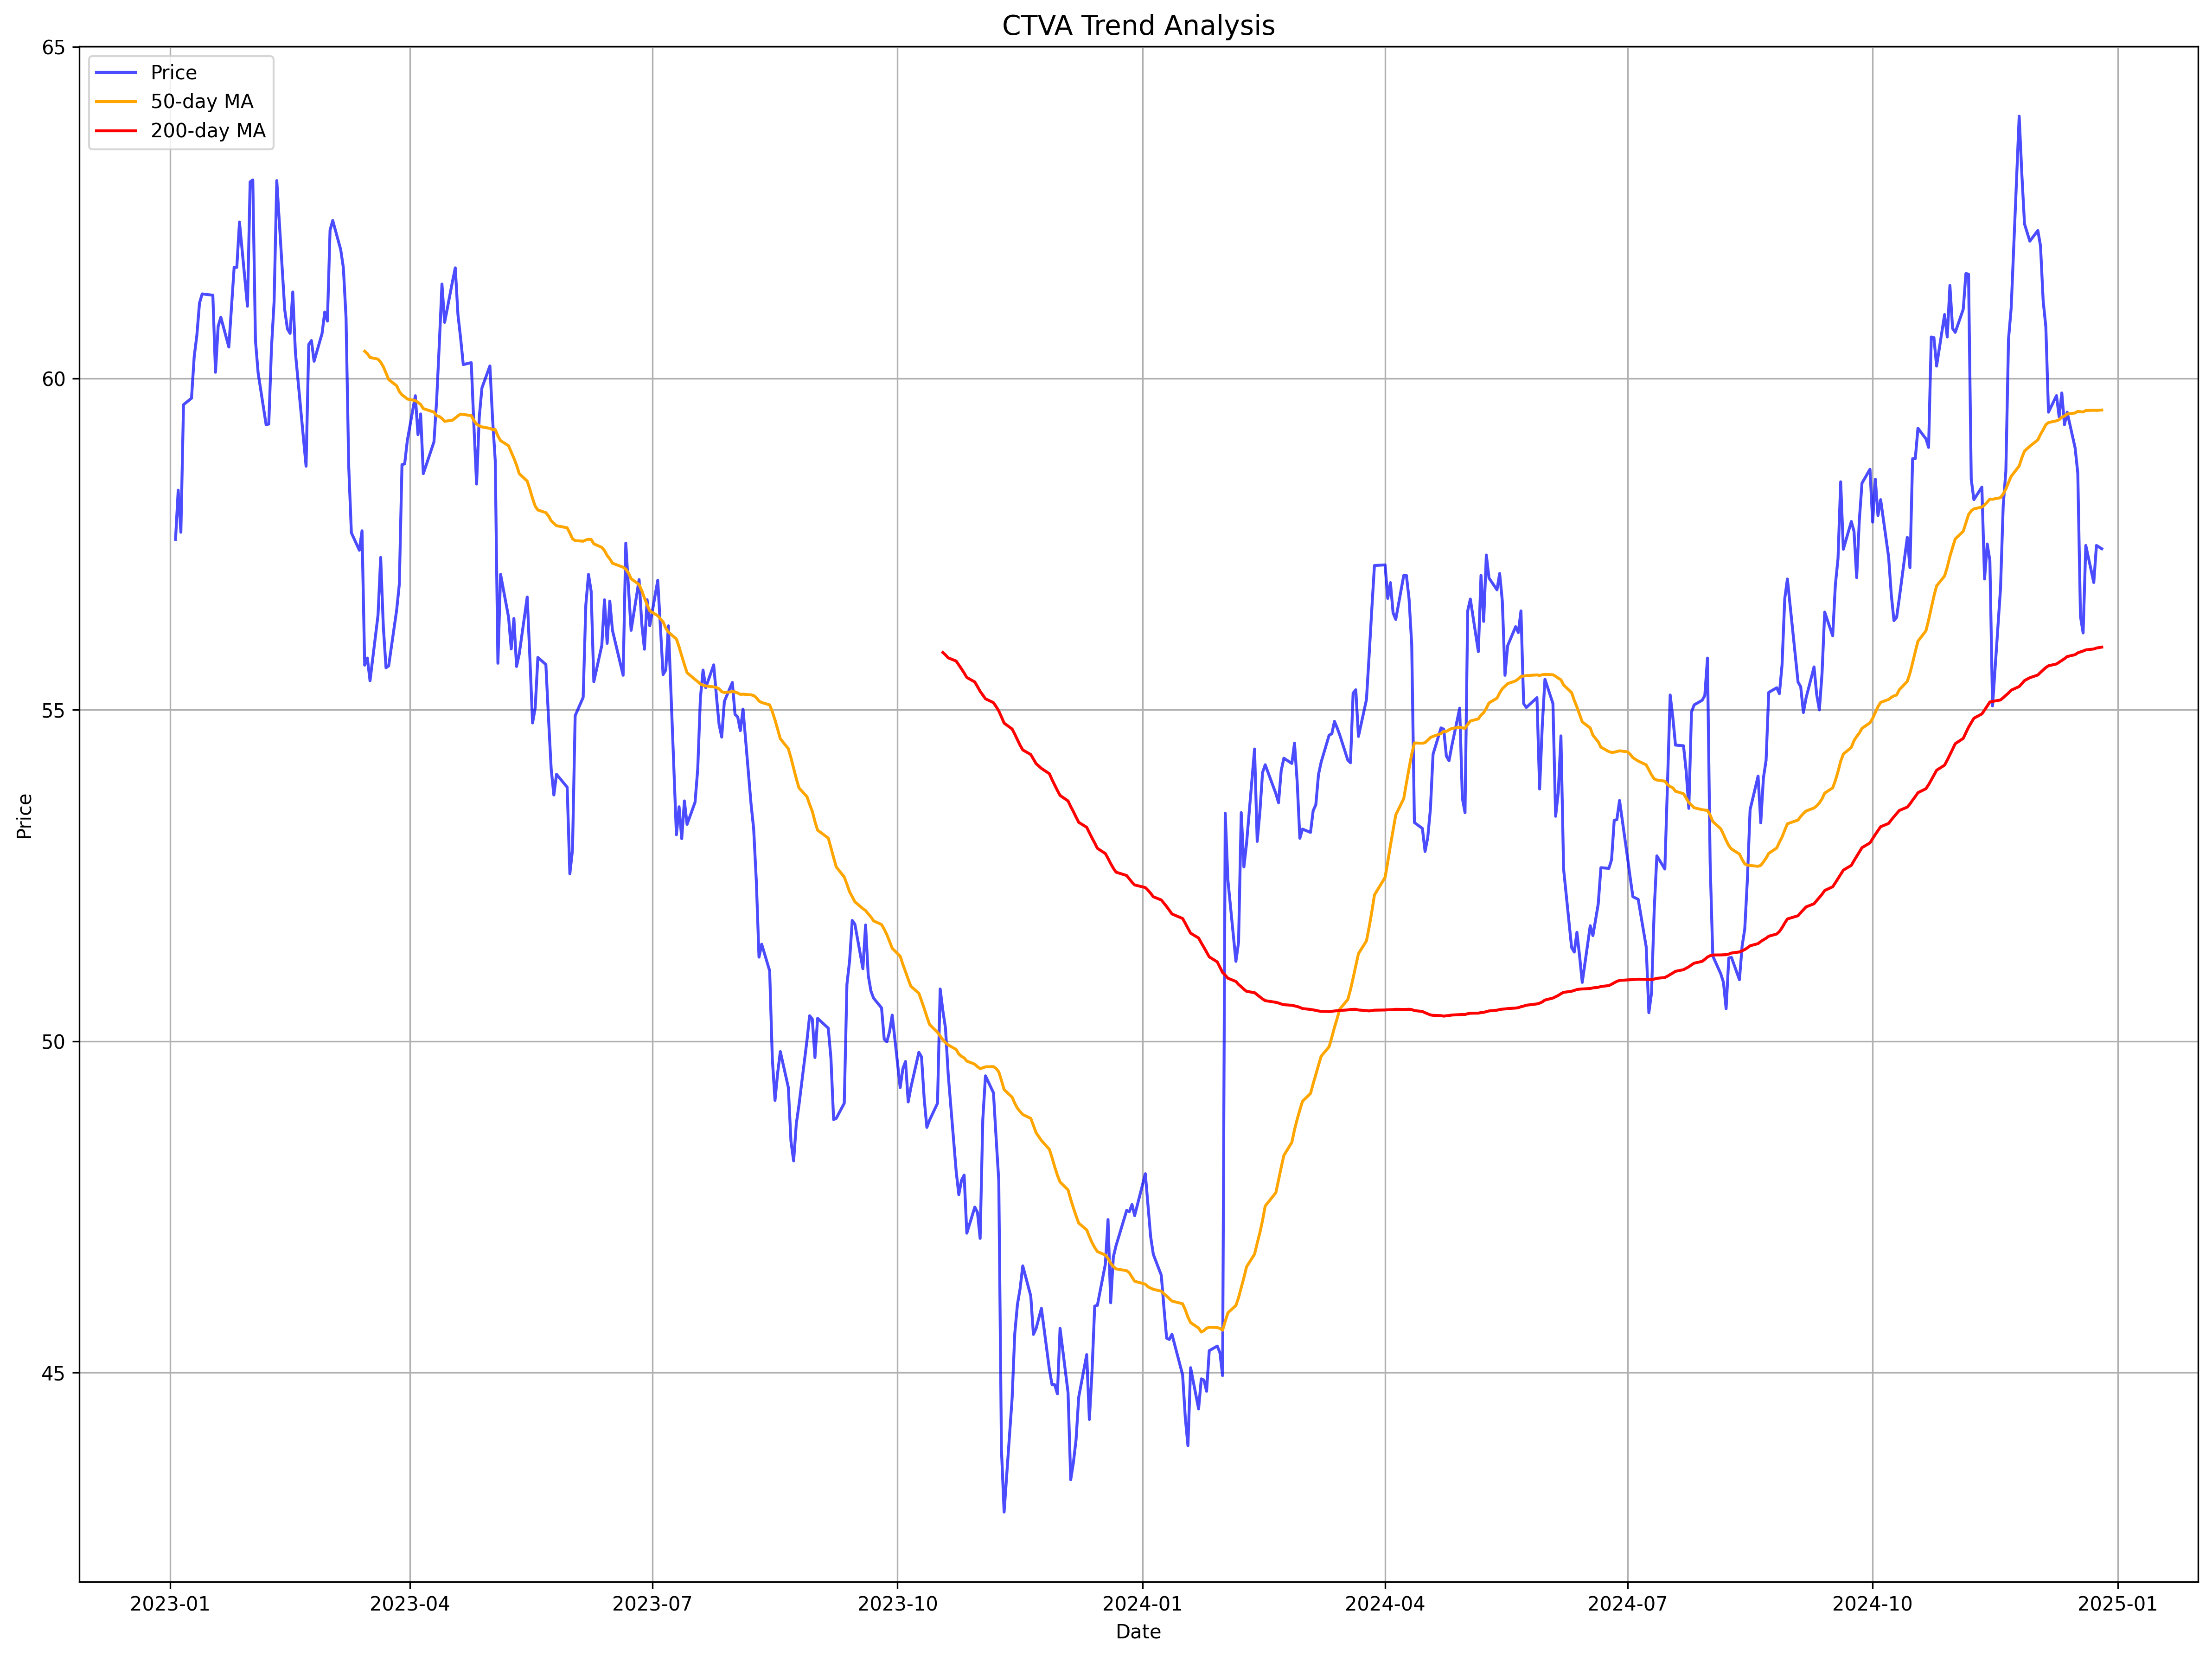 CTVA Trend Analysis
Price
50-day MA
200-day MA
65
60
55
50
45
Price
2023-01
2023-04
2023-07
2023-10
2024-01
2024-04
2024-07
2024-10
2025-01
Date